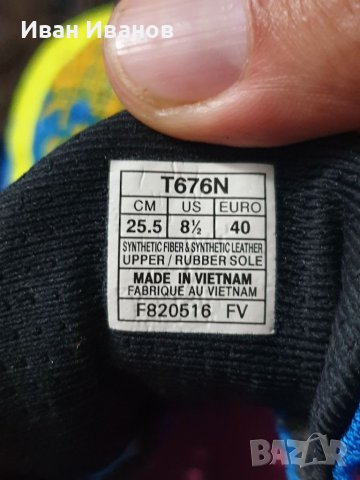 Иван Иванов
T676N
CM US EURO
25.5 8½ 40
SYNTHETIC FIBER & SYNTHETIC LEATHER
UPPER / RUBBER SOLE
MADE IN VIETNAM
FABRIQUE AU VIETNAM
F820516 FV
BAZAR